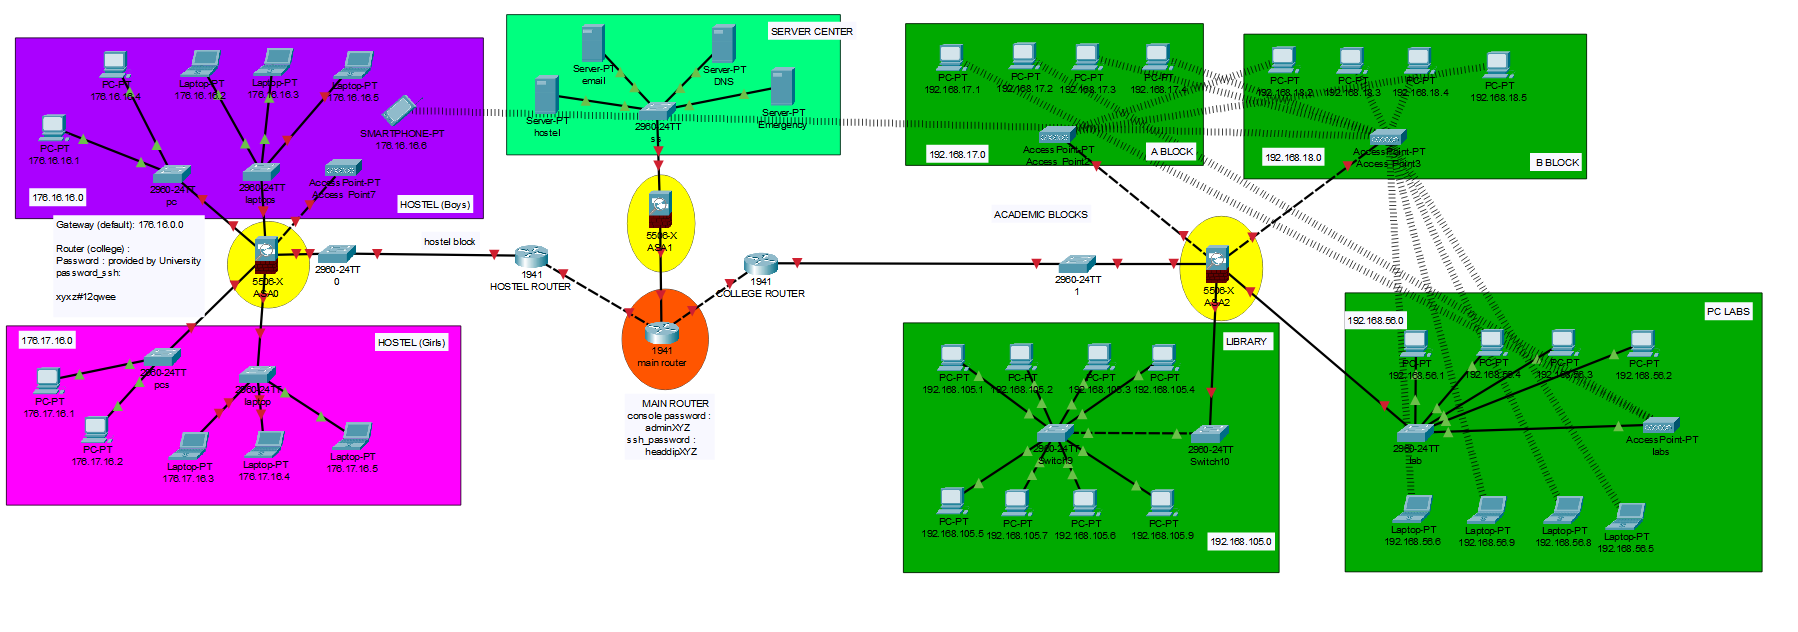 PC-PT
176.16.16.4
Laptop-PT
176.16.16.2
Laptop-PT
176.16.16.3
Laptop-PT
176.16.16.5
SMARTPHONE-PT
176.16.16.6
PC-PT
176.16.16.1
2960-24TT
pc
2960-24TT
laptops
AccessPoint-PT
Access Point7
176.16.16.0
HOSTEL (Boys)
Gateway (default): 176.16.0.0
Router (college) :
Password : provided by University
password_ssh:
xyxz#12qwee
5506-X
ASA0
2960-24TT
0
hostel block
1941
HOSTEL ROUTER
176.17.16.0
HOSTEL (Girls)
2960-24TT
pcs
PC-PT
176.17.16.1
PC-PT
176.17.16.2
2960-24TT
laptop
Laptop-PT
176.17.16.3
Laptop-PT
176.17.16.4
Laptop-PT
176.17.16.5
SERVER CENTER
Server-PT
email
Server-PT
DNS
Server-PT
hostel
Server-PT
Emergency
2960-24TT
5506-X
ASA1
1941
main router
MAIN ROUTER
console password :
adminXYZ
ssh_password :
headdipXYZ
1941
COLLEGE ROUTER
ACADEMIC BLOCKS
2960-24TT
1
5506-X
ASA2
PC-PT
192.168.17.1
PC-PT
192.168.17.2
PC-PT
192.168.17.3
PC-PT
192.168.17.4
AccessPoint-PT
Access Point2
192.168.17.0
A BLOCK
PC-PT
192.168.18.2
PC-PT
192.168.18.3
PC-PT
192.168.18.4
PC-PT
192.168.18.5
AccessPoint-PT
Access Point3
192.168.18.0
B BLOCK
LIBRARY
PC-PT
192.168.105.1
PC-PT
192.168.105.2
PC-PT
192.168.105.3
PC-PT
192.168.105.4
2960-24TT
Switch9
2960-24TT
Switch10
PC-PT
192.168.105.5
PC-PT
192.168.105.7
PC-PT
192.168.105.6
PC-PT
192.168.105.9
192.168.105.0
PC LABS
192.168.56.0
PC-PT
192.168.56.1
PC-PT
192.168.56.4
PC-PT
192.168.56.3
PC-PT
192.168.56.2
2960-24TT
lab
AccessPoint-PT
labs
Laptop-PT
192.168.56.6
Laptop-PT
192.168.56.9
Laptop-PT
192.168.56.8
Laptop-PT
192.168.56.5